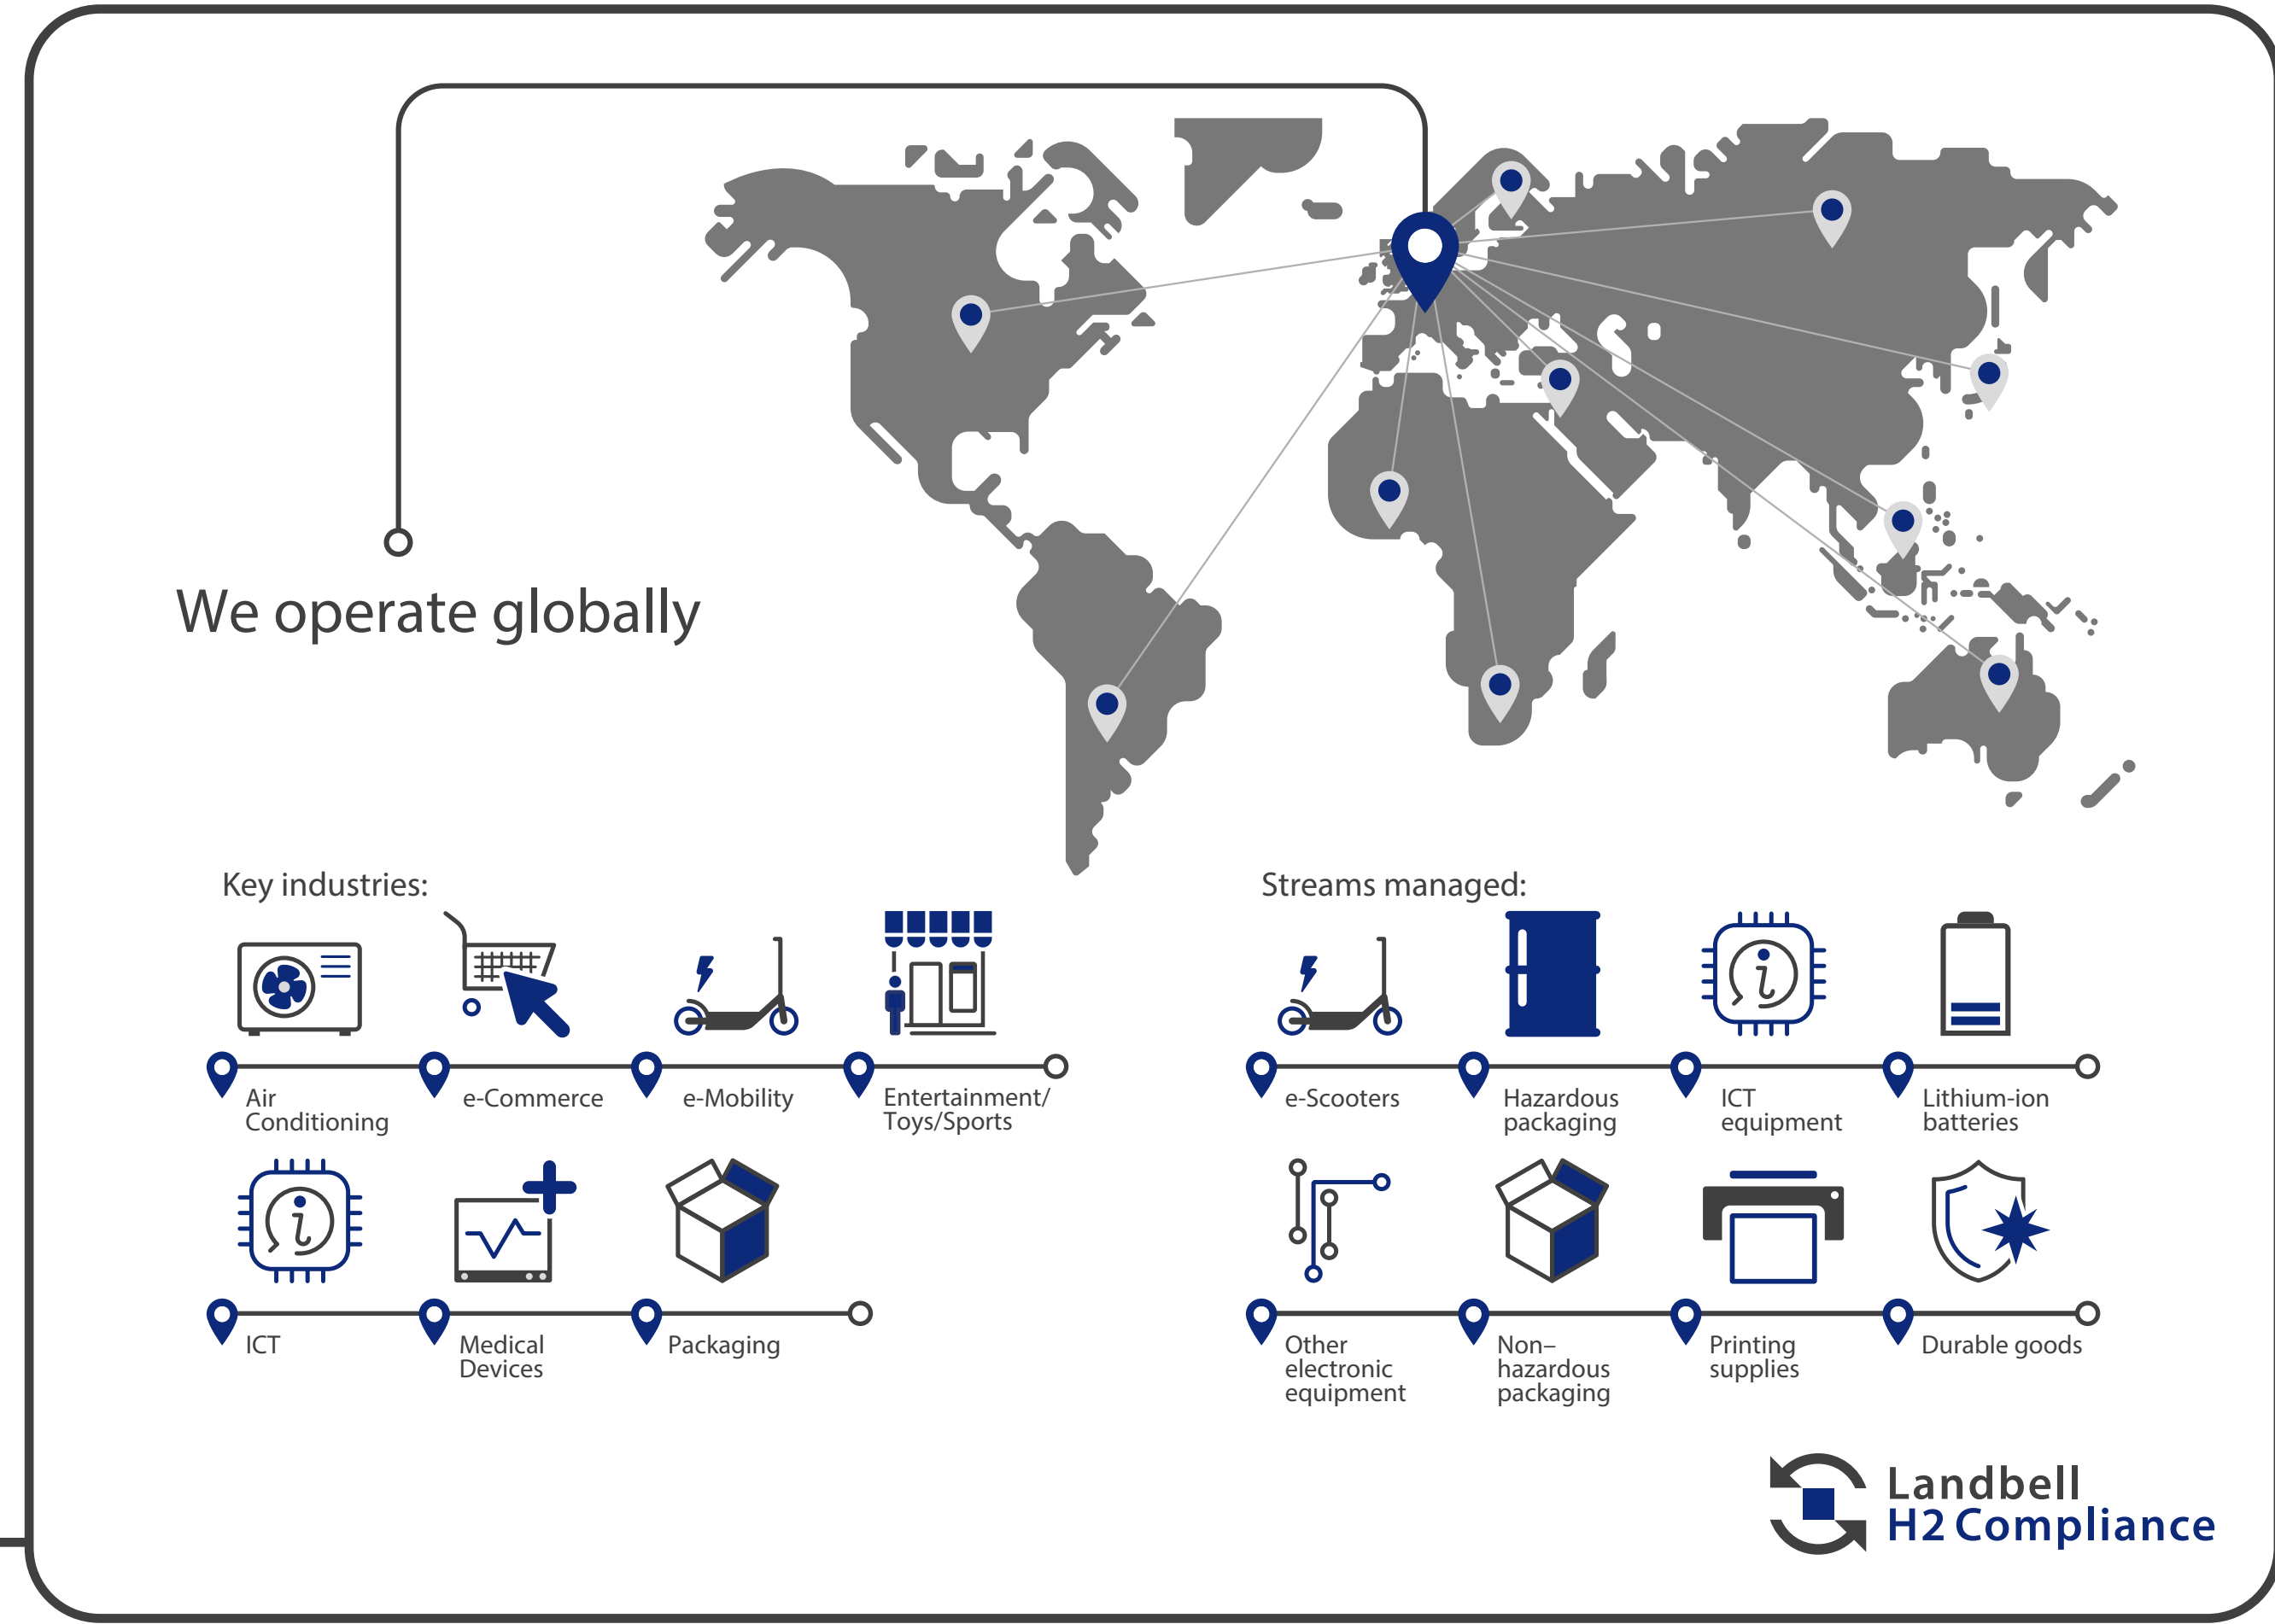 We operate globally
Key industries:
Air
Conditioning
e-Commerce
e-Mobility
Entertainment/
Toys/Sports
ICT
Medical
Devices
Packaging
Streams managed:
e-Scooters
Hazardous
packaging
ICT
equipment
Lithium-ion
batteries
Other
electronic
equipment
Non–
hazardous
packaging
Printing
supplies
Durable goods
Landbell
H2 Compliance